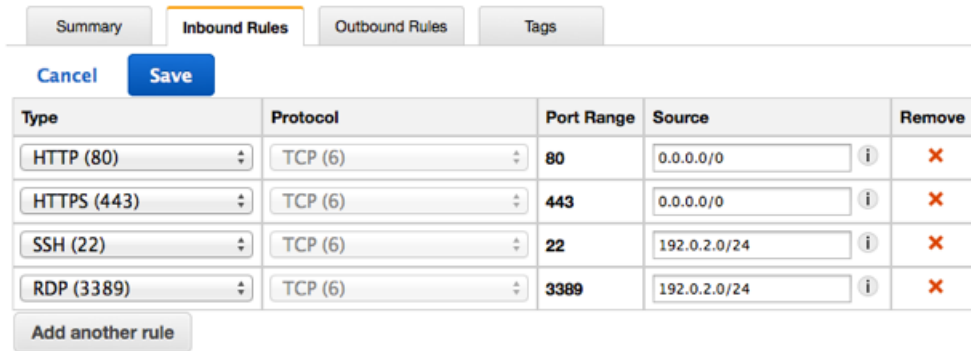 Summary Inbound Rules Outbound Rules Tags
Cancel Save
Type Protocol Port Range Source Remove
HTTP (80) TCP (6) 80 0.0.0.0/0 i
HTTPS (443) TCP (6) 443 0.0.0.0/0 i
SSH (22) TCP (6) 22 192.0.2.0/24 i
RDP (3389) TCP (6) 3389 192.0.2.0/24 i
Add another rule